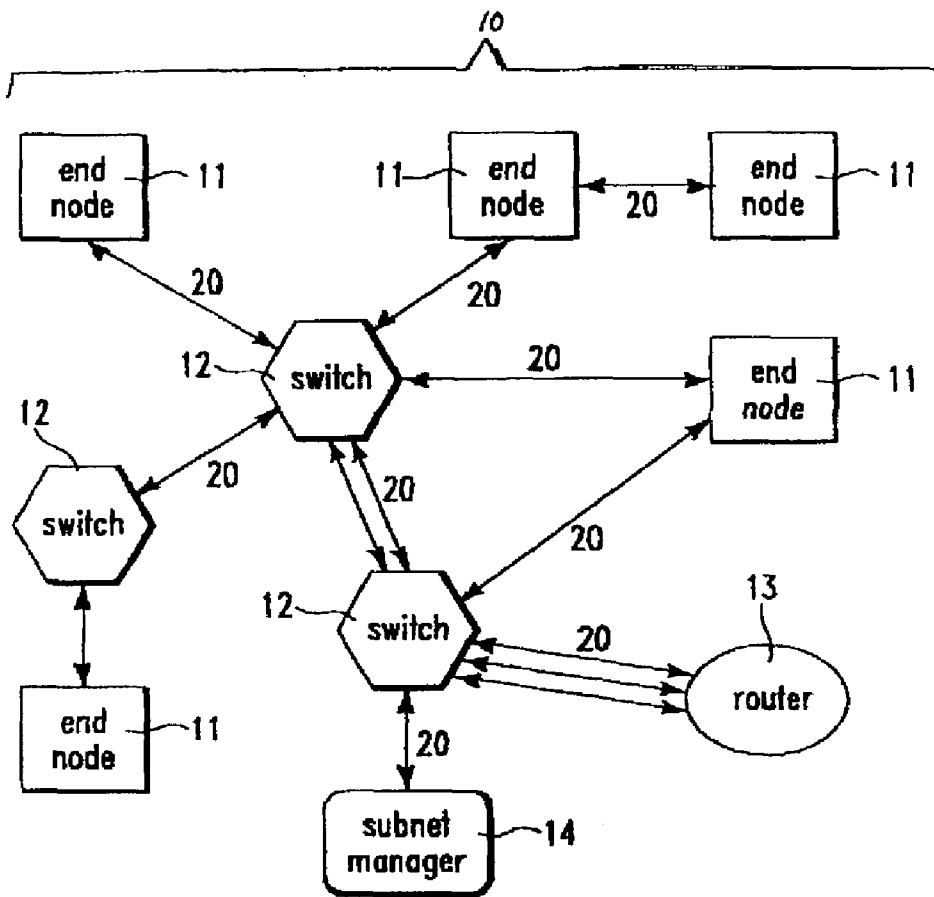 10
end
node
11
11
end
node
20
end
node
11
20
20
12
switch
20
end
node
11
12
switch
20
20
20
12
switch
20
13
router
end
node
11
20
subnet
manager
14